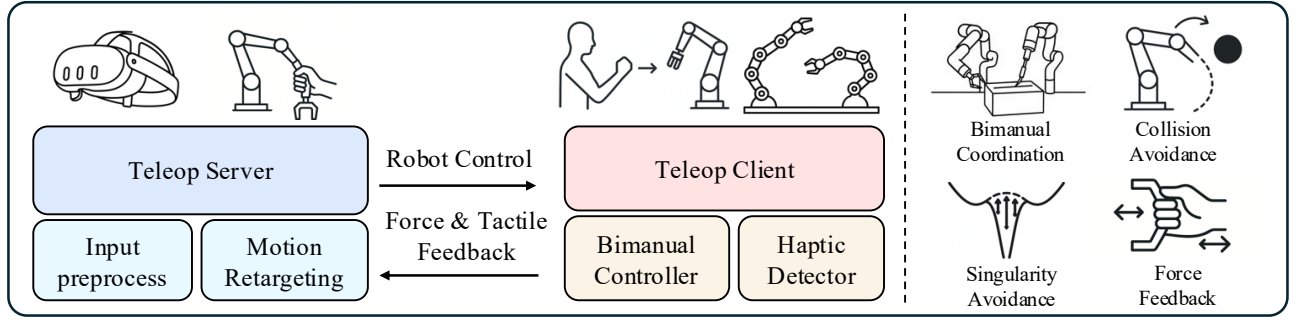 Teleop Server
Input
preprocess
Motion
Retargeting
Robot Control
Force & Tactile
Feedback
Teleop Client
Bimanual
Controller
Haptic
Detector
Bimanual
Coordination
Collision
Avoidance
Singularity
Avoidance
Force
Feedback